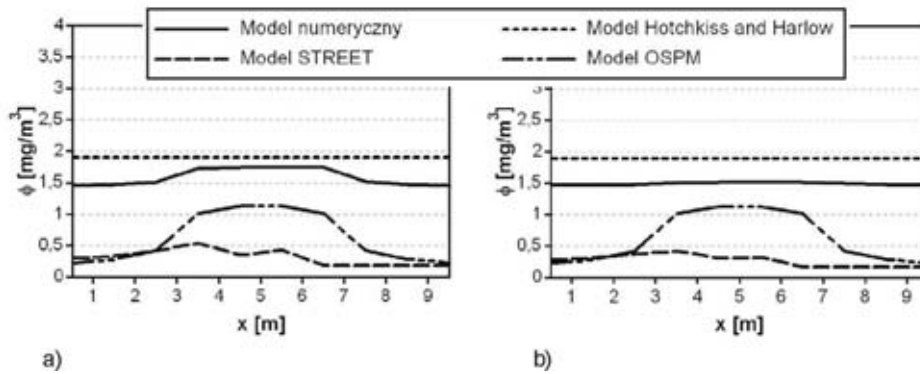 Model numeryczny
Model Hotchkiss and Harlow
Model STREET
Model OSPM
4
3,5
3
2,5
2
1,5
1
0,5
0
ϕ [mg/m³]
1 2 3 4 5 6 7 8 9
x [m]
a)
3
2,5
2
1,5
1
0,5
0
ϕ [mg/m³]
1 2 3 4 5 6 7 8 9
x [m]
b)